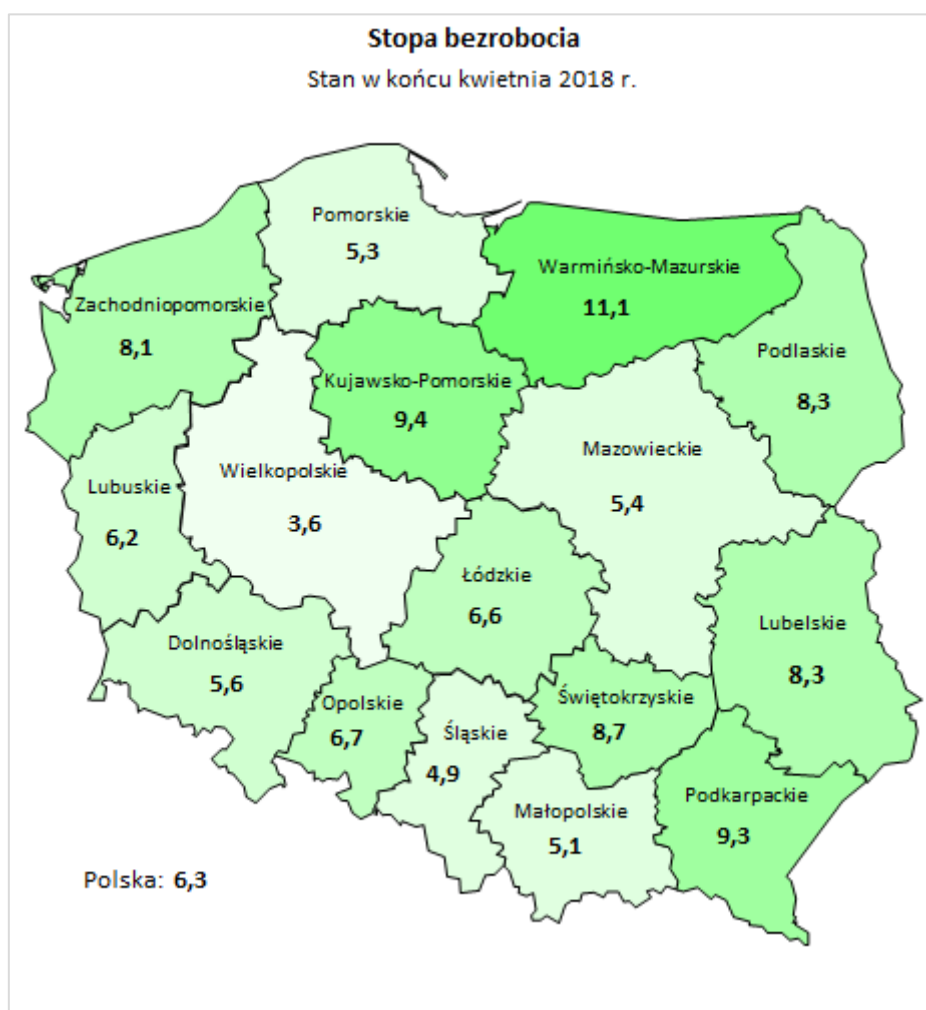 Stopa bezrobocia
Stan w końcu kwietnia 2018 r.
Pomorskie
5,3
Warmińsko-Mazurskie
11,1
Zachodniopomorskie
8,1
Podlaskie
8,3
Kujawsko-Pomorskie
9,4
Mazowieckie
5,4
Wielkopolskie
3,6
Lubuskie
6,2
Łódzkie
6,6
Lubelskie
8,3
Dolnośląskie
5,6
Opolskie
6,7
Śląskie
4,9
Świętokrzyskie
8,7
Małopolskie
5,1
Podkarpackie
9,3
Polska: 6,3